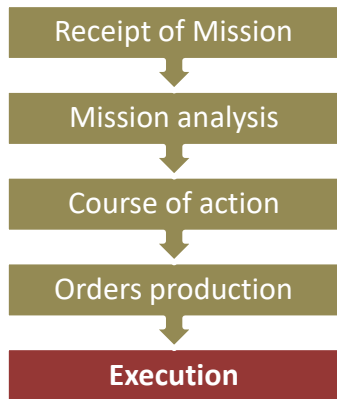 Receipt of Mission
Mission analysis
Course of action
Orders production
Execution